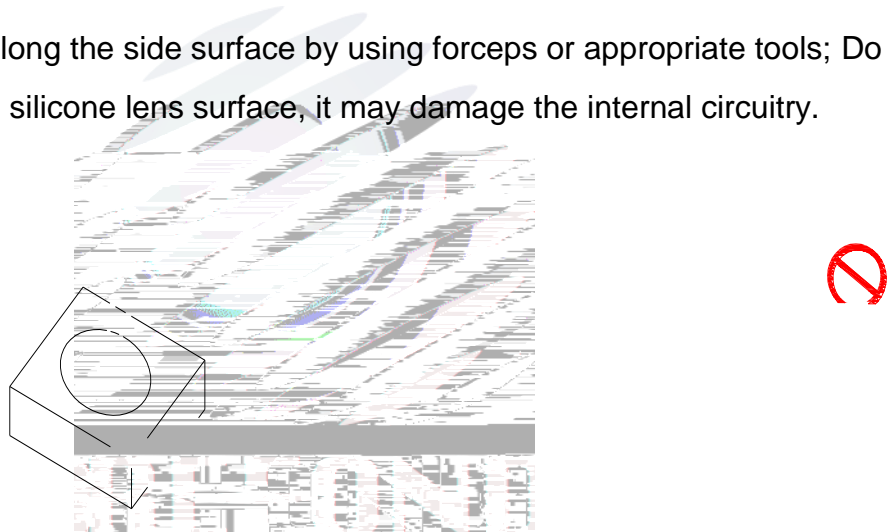 long the side surface by using forceps or appropriate tools; Do
silicone lens surface, it may damage the internal circuitry.